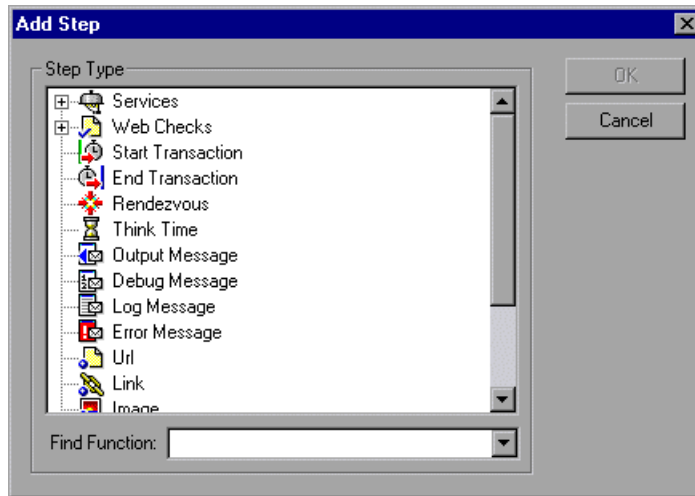 Add Step
Step Type
OK
Cancel
Services
Web Checks
Start Transaction
End Transaction
Rendezvous
Think Time
Output Message
Debug Message
Log Message
Error Message
Url
Link
Image
Find Function: